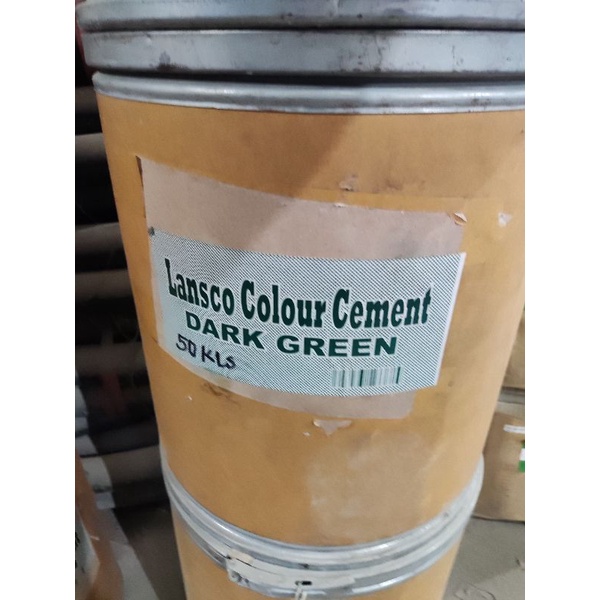 Lansco Colour Cement
DARK GREEN
50 KLS